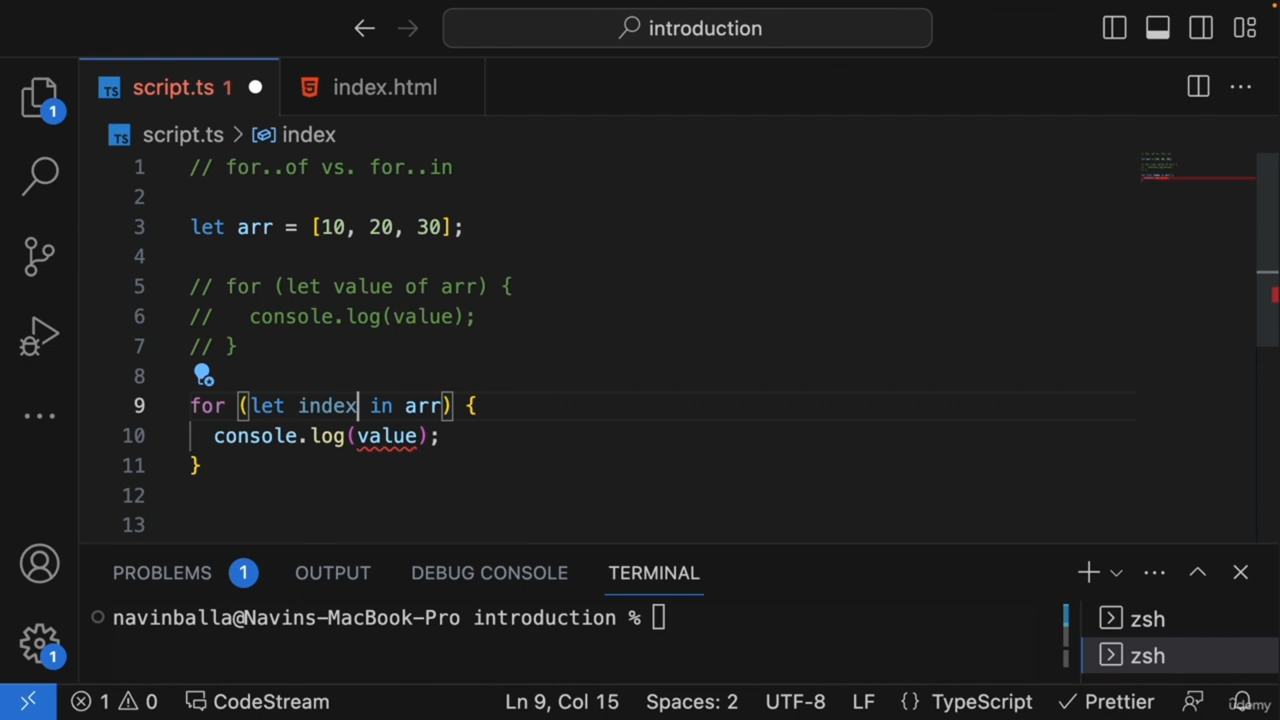 introduction
script.ts 1
index.html
script.ts > index
1 // for..of vs. for..in
2
3 let arr = [10, 20, 30];
4
5 // for (let value of arr) {
6 //   console.log(value);
7 // }
8
9 for (let index in arr) {
10   console.log(value);
11 }
12
13
1
PROBLEMS 1 OUTPUT DEBUG CONSOLE TERMINAL
navinballa@Navins-MacBook-Pro introduction %
zsh
zsh
1
1 0 CodeStream Ln 9, Col 15 Spaces: 2 UTF-8 LF {} TypeScript Prettier
udemy